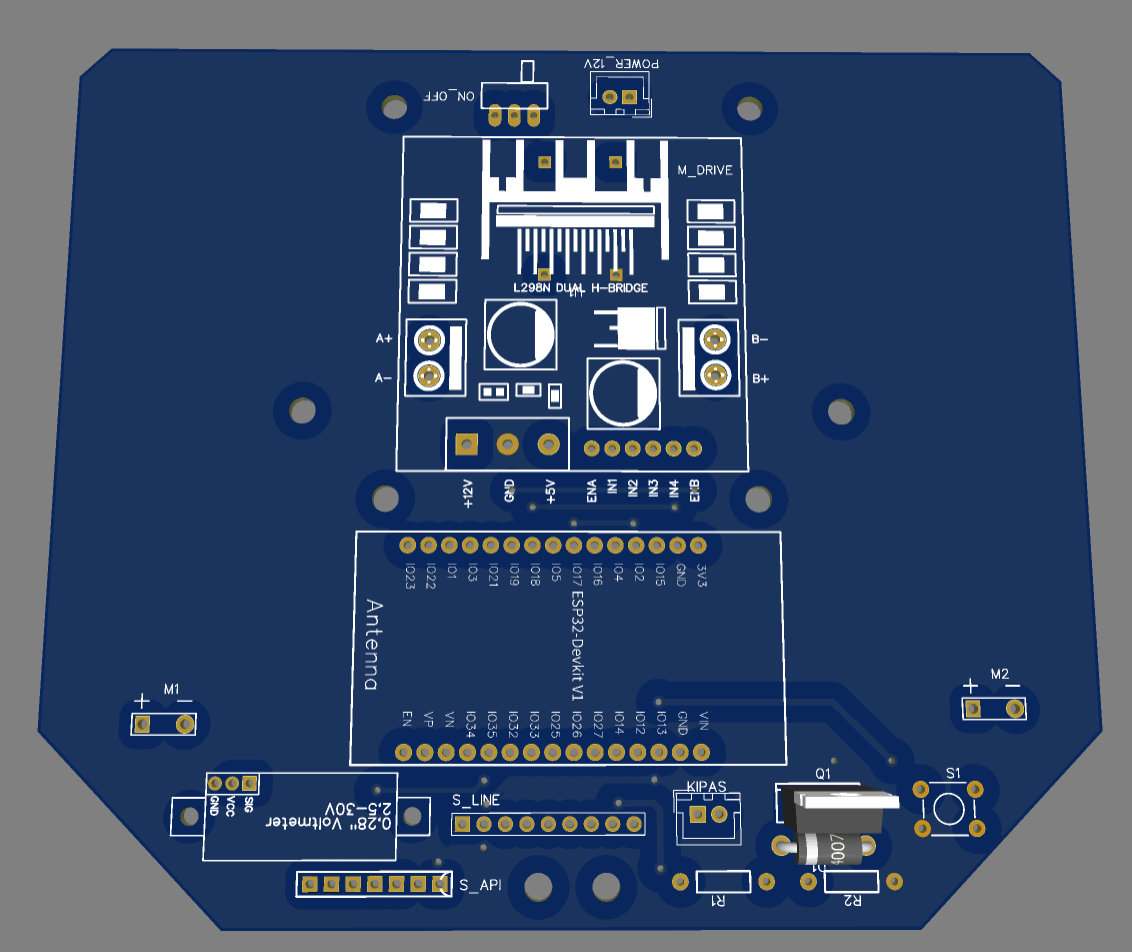 POWER_12V
ON_OFF
M_DRIVE
L298N DUAL H-BRIDGE
U1
A+
B-
A-
B+
+12V
GND
+5V
ENA
IN1
IN2
IN3
IN4
ENB
IO23
IO22
IO1
IO3
IO21
IO19
IO18
IO5
IO17
IO16
IO4
IO2
IO15
GND
3V3
Antenna
ESP32-Devkit V1
M1
+ -
M2
+ -
EN
VP
VN
IO34
IO35
IO32
IO33
IO25
IO26
IO27
IO14
IO12
IO13
GND
VIN
GND
VCC
SIG
0.28" Voltmeter
2.5-30V
S_LINE
KIPAS
Q1
S1
4007
D1
S_API
R1
R2